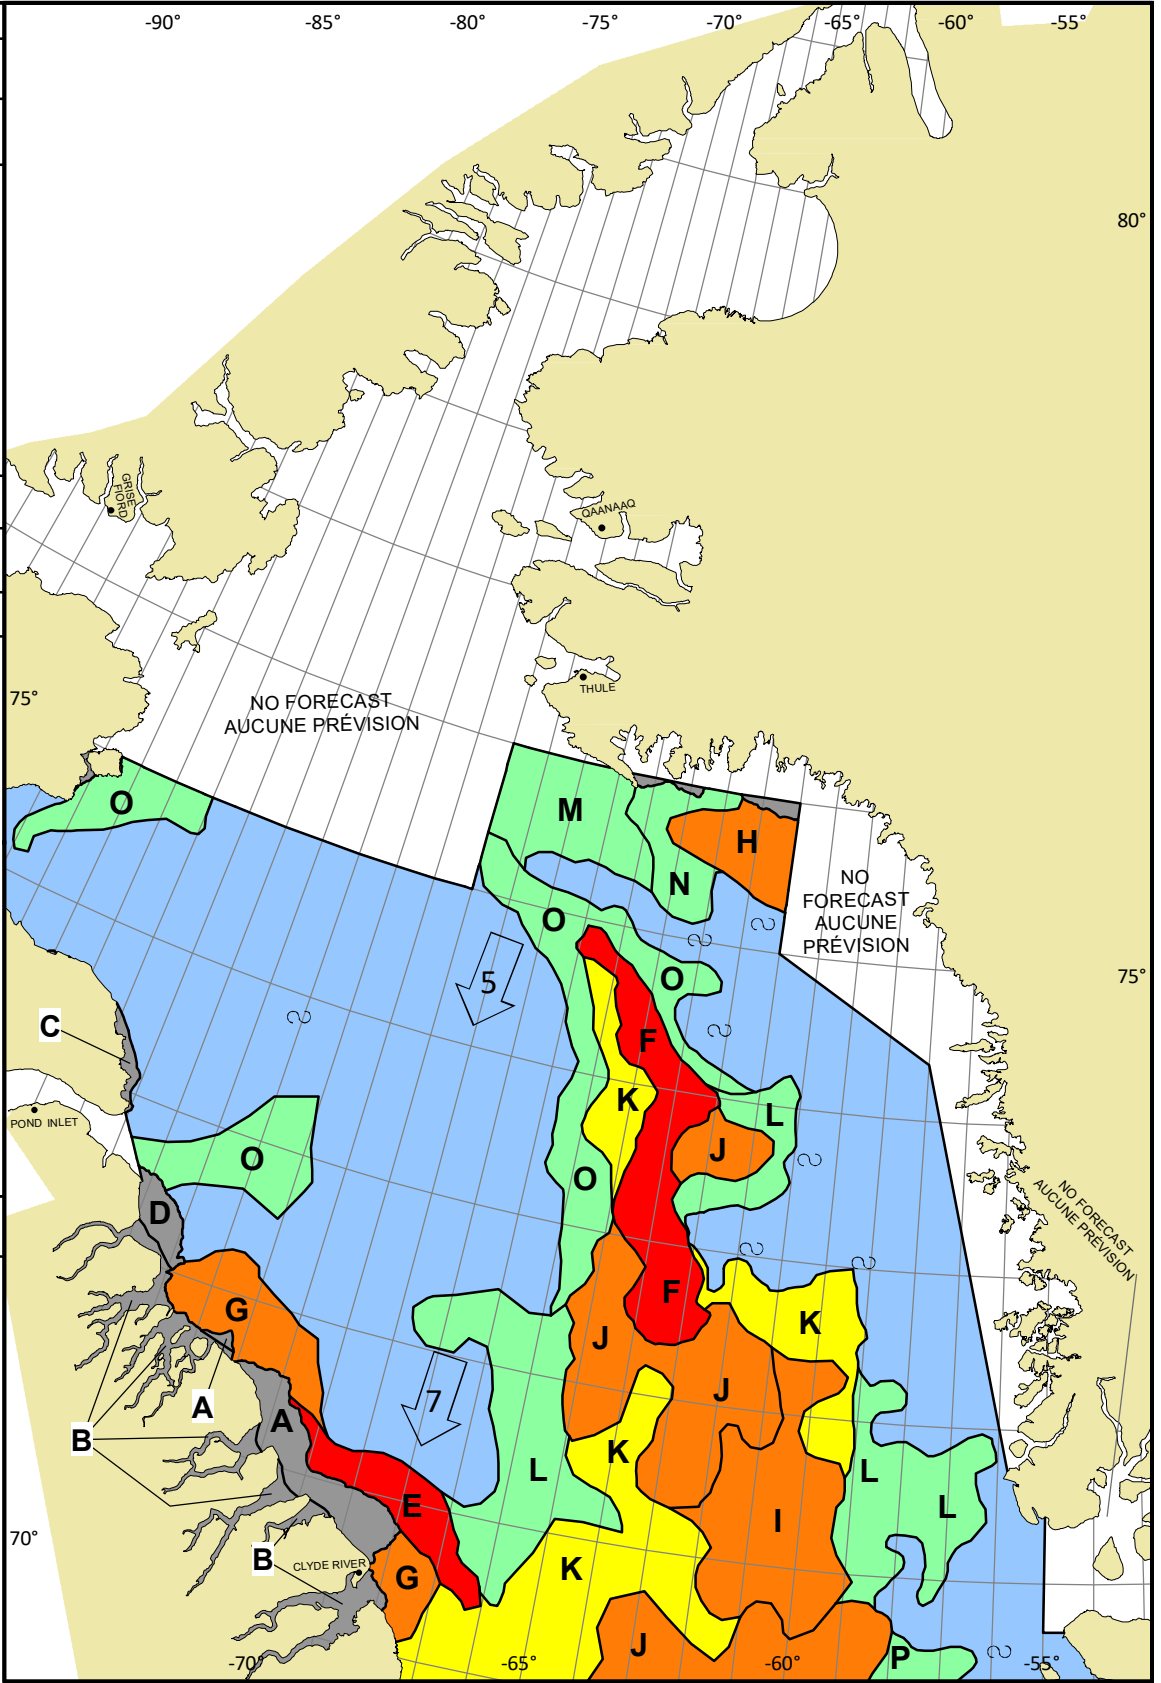 -90° -85° -80° -75° -70° -65° -60° -55°
80°
GRISE
FIORD
QAANAAQ
THULE
75°
NO FORECAST
AUCUNE PRÉVISION
O
M
H
N
NO
FORECAST
AUCUNE
PRÉVISION
O
O
5
75°
C
F
K
L
POND INLET
J
O
O
D
NO FORECAST
AUCUNE PRÉVISION
F
G
K
J
J
7
A
A
B
K
L
L
E
L
I
70°
B
CLYDE RIVER
K
G
J
P
-70° -65° -60° -55°